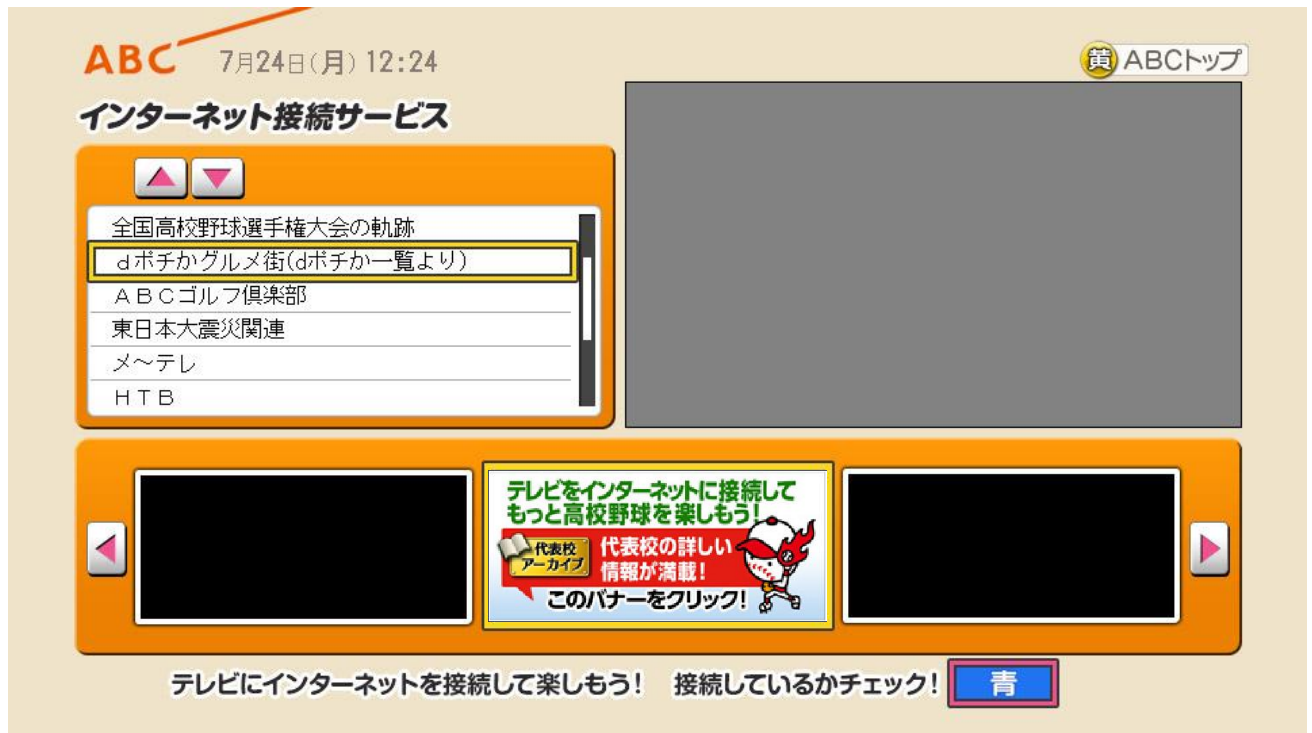 ABC 7月24日(月) 12:24
黄 ABCトップ
インターネット接続サービス
全国高校野球選手権大会の軌跡
dポチかグルメ街(dポチか一覧より)
ABCゴルフ倶楽部
東日本大震災関連
メ~テレ
HTB
テレビをインターネットに接続して
もっと高校野球を楽しもう!
代表校
アーカイブ
代表校の詳しい
情報が満載!
このバナーをクリック!
テレビにインターネットを接続して楽しもう! 接続しているかチェック! 青